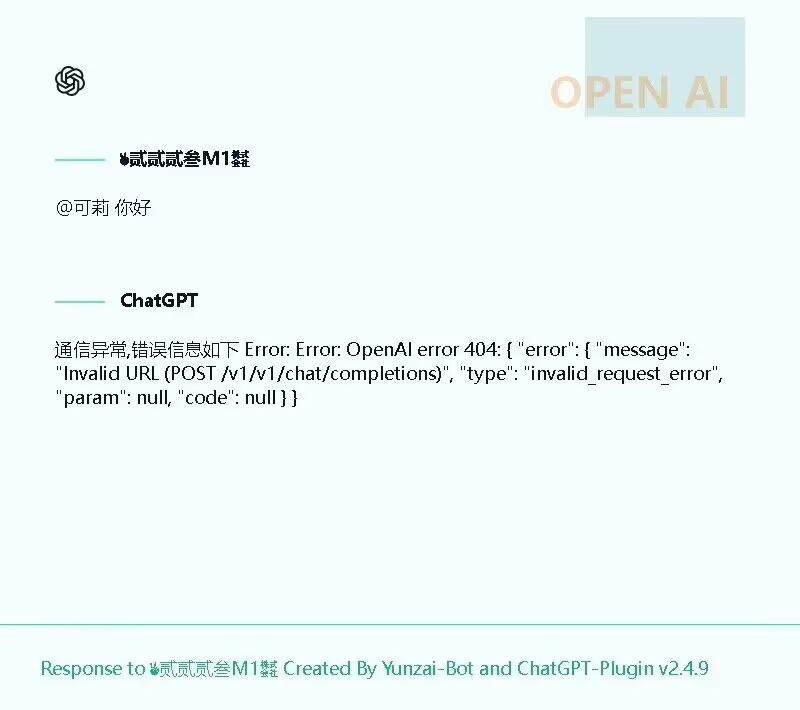 OPEN AI
贰贰贰叁M1
@可莉 你好
ChatGPT
通信异常,错误信息如下 Error: Error: OpenAI error 404: { "error": { "message":
"Invalid URL (POST /v1/v1/chat/completions)", "type": "invalid_request_error",
"param": null, "code": null } }
Response to 贰贰贰叁M1 Created By Yunzai-Bot and ChatGPT-Plugin v2.4.9